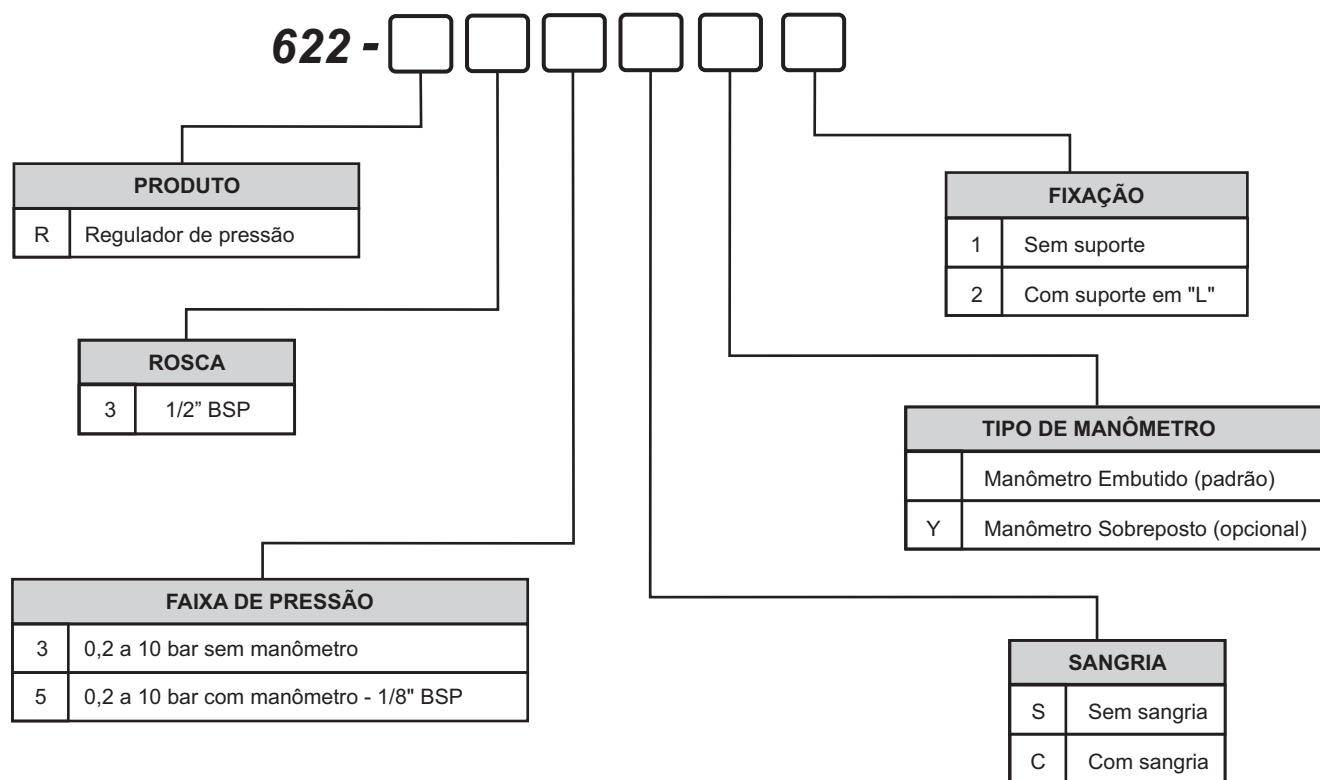 622 -
PRODUTO
R Regulador de pressão
ROSCA
3 1/2” BSP
FAIXA DE PRESSÃO
3 0,2 a 10 bar sem manômetro
5 0,2 a 10 bar com manômetro - 1/8" BSP
FIXAÇÃO
1 Sem suporte
2 Com suporte em "L"
TIPO DE MANÔMETRO
Manômetro Embutido (padrão)
Y Manômetro Sobreposto (opcional)
SANGRIA
S Sem sangria
C Com sangria